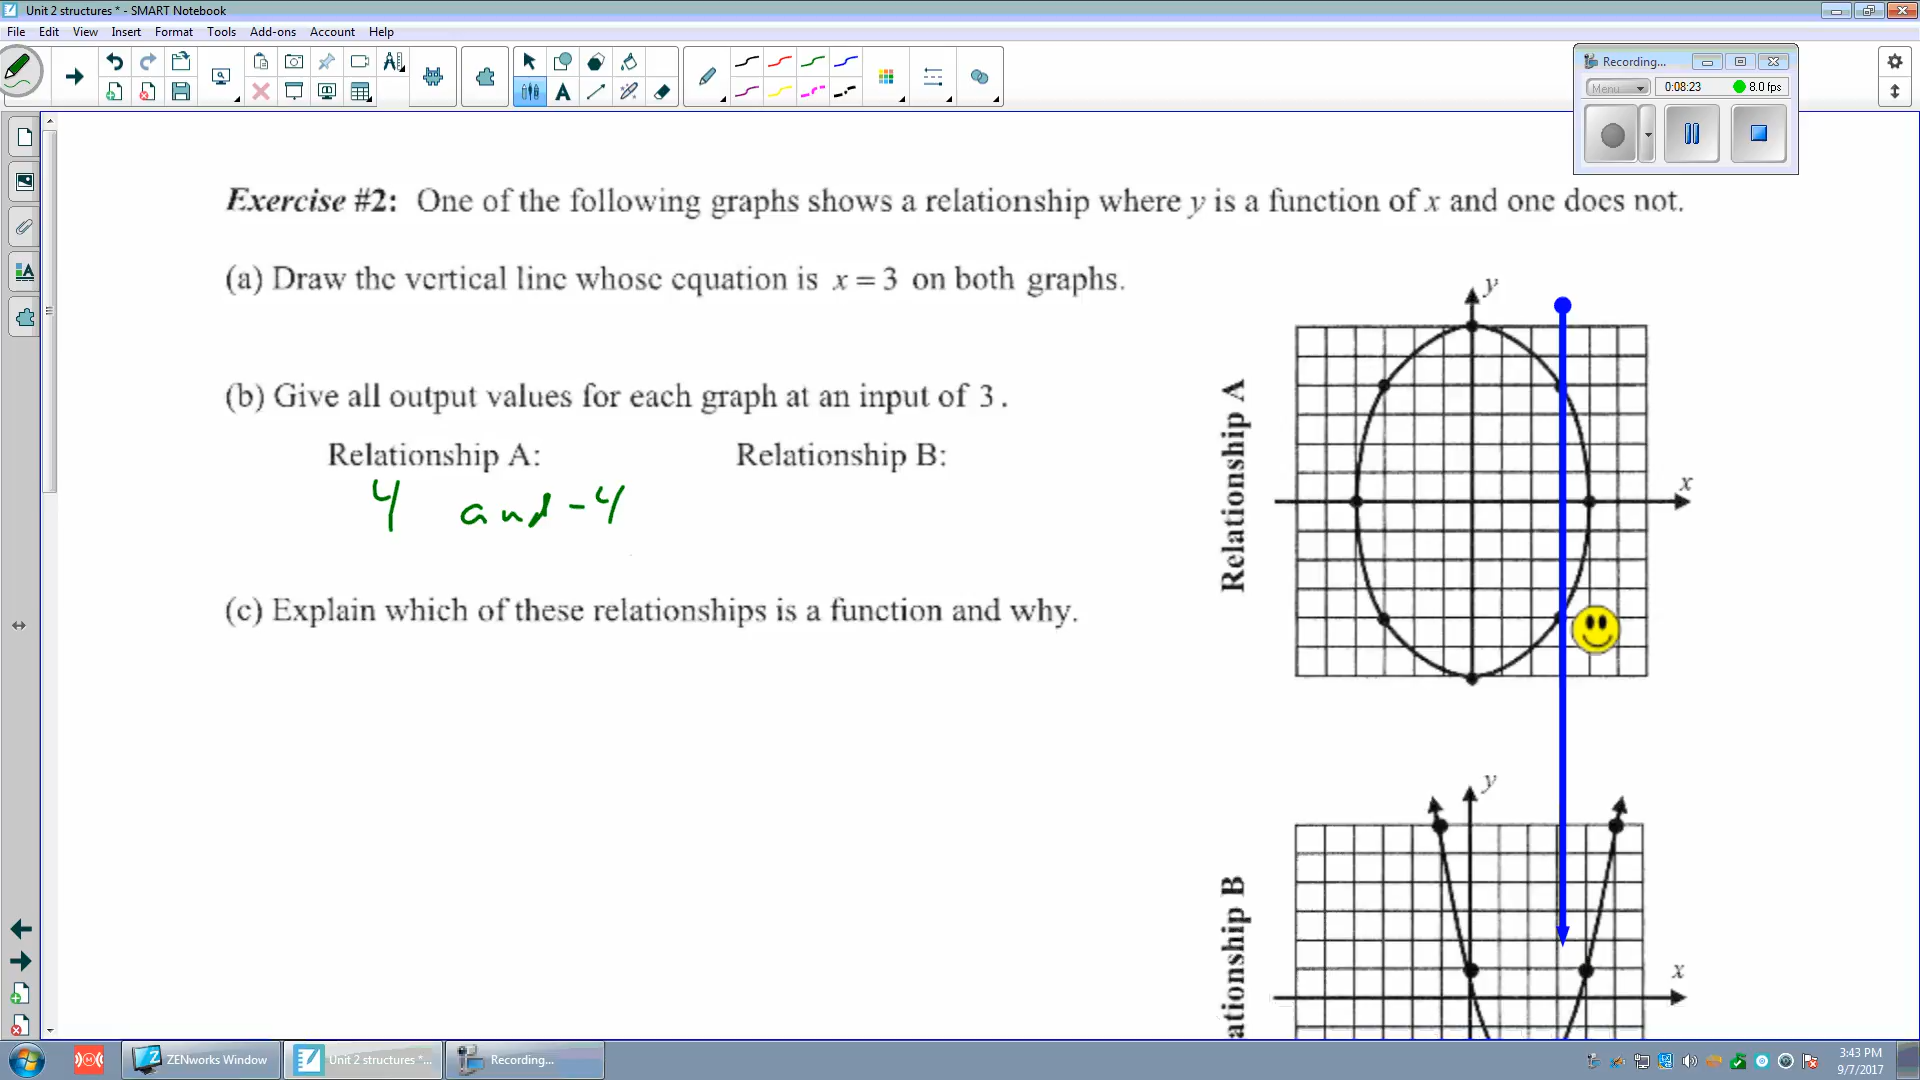 Unit 2 structures * - SMART Notebook
File Edit View Insert Format Tools Add-ons Account Help
Recording...
Menu 0:08:23 8.0 fps
Exercise #2: One of the following graphs shows a relationship where y is a function of x and one does not.
(a) Draw the vertical line whose equation is x = 3 on both graphs.
(b) Give all output values for each graph at an input of 3.
Relationship A: Relationship B:
4 and -4
(c) Explain which of these relationships is a function and why.
y
x
Relationship A
y
x
ationship B
ZENworks Window
Unit 2 structures *...
Recording...
3:43 PM
9/7/2017